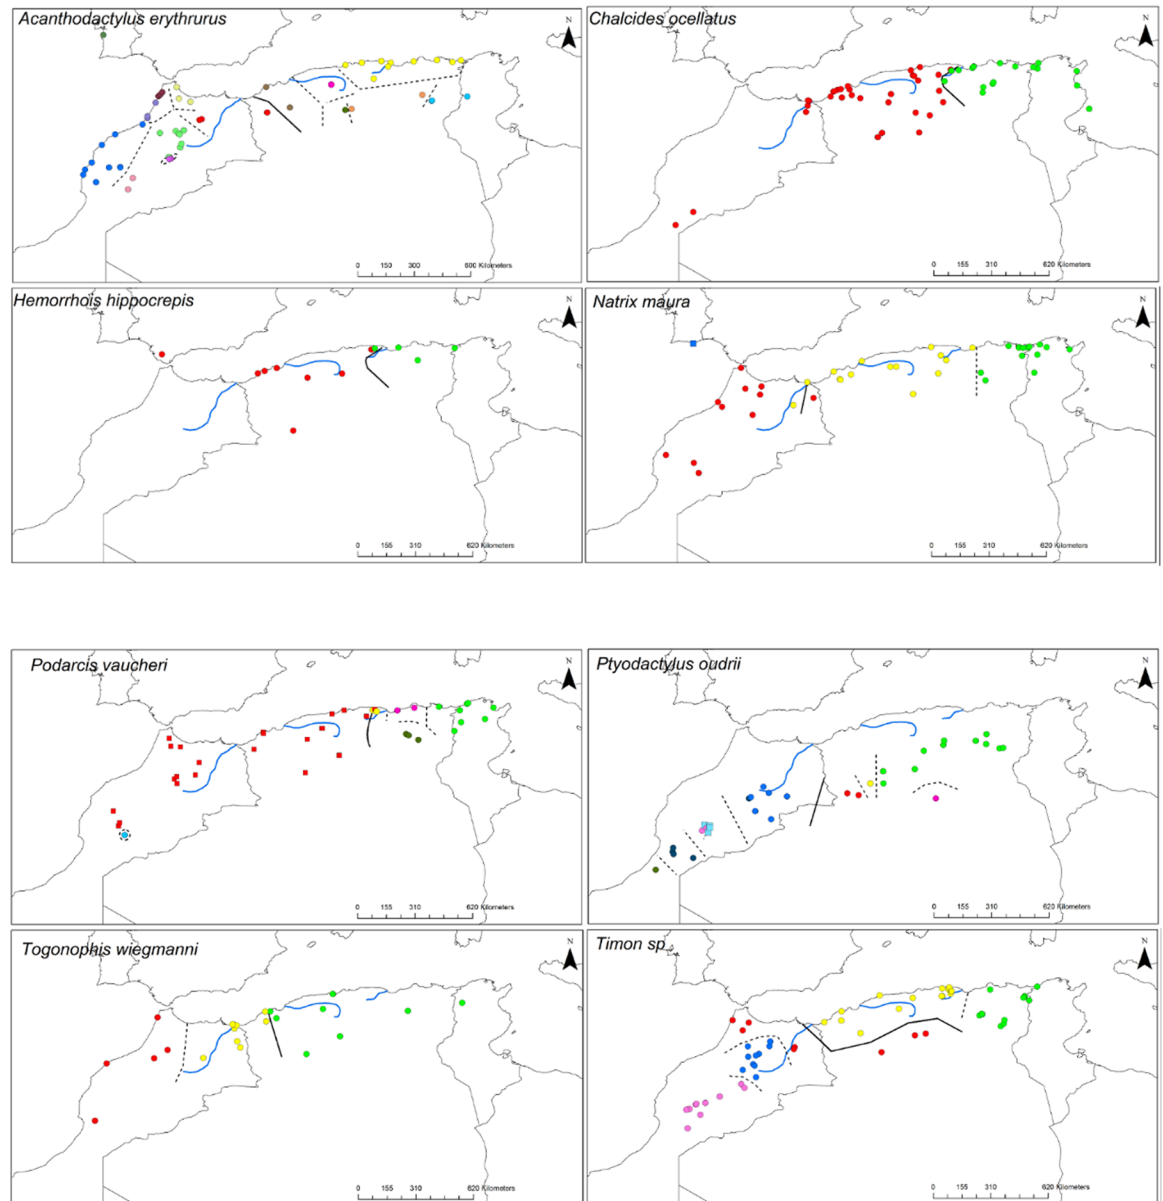 Acanthodactylus erythrurus
N
0 150 300 600 Kilometers
Chalcides ocellatus
N
0 155 310 620 Kilometers
Hemorrhois hippocrepis
N
0 155 310 620 Kilometers
Natrix maura
N
0 155 310 620 Kilometers
Podarcis vaucheri
N
0 155 310 620 Kilometers
Ptyodactylus oudrii
N
0 155 310 620 Kilometers
Togonophis wiegmanni
N
0 155 310 620 Kilometers
Timon sp
N
0 155 310 620 Kilometers